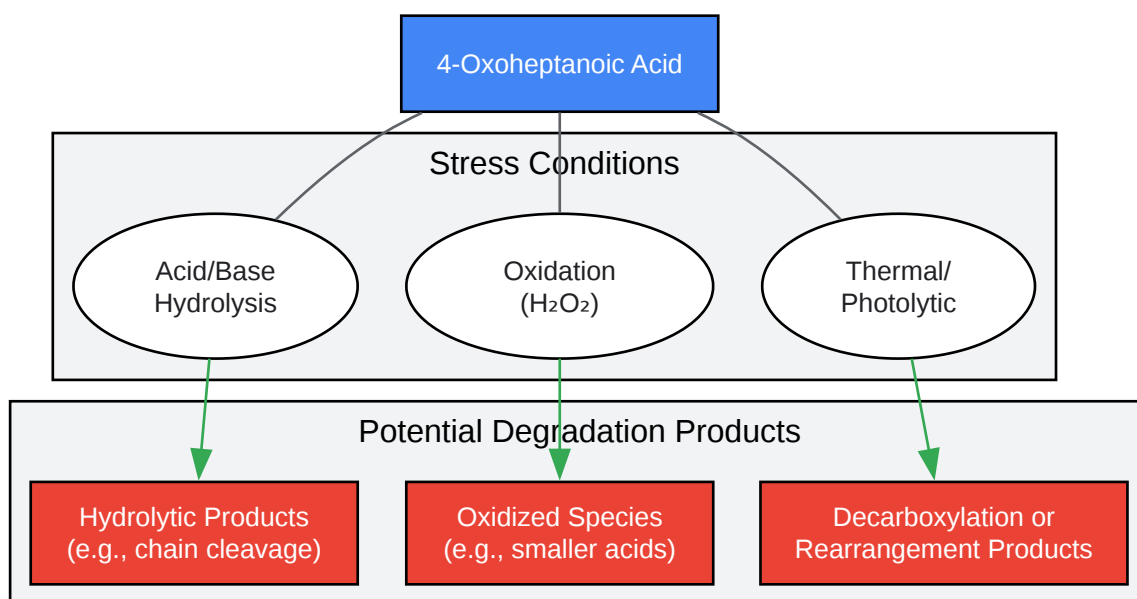 4-Oxoheptanoic Acid
Stress Conditions
Acid/Base
Hydrolysis
Oxidation
(H₂O₂)
Thermal/
Photolytic
Potential Degradation Products
Hydrolytic Products
(e.g., chain cleavage)
Oxidized Species
(e.g., smaller acids)
Decarboxylation or
Rearrangement Products